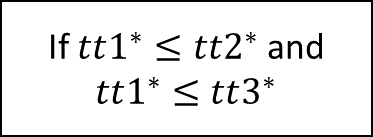 If tt1* ≤ tt2* and
tt1* ≤ tt3*